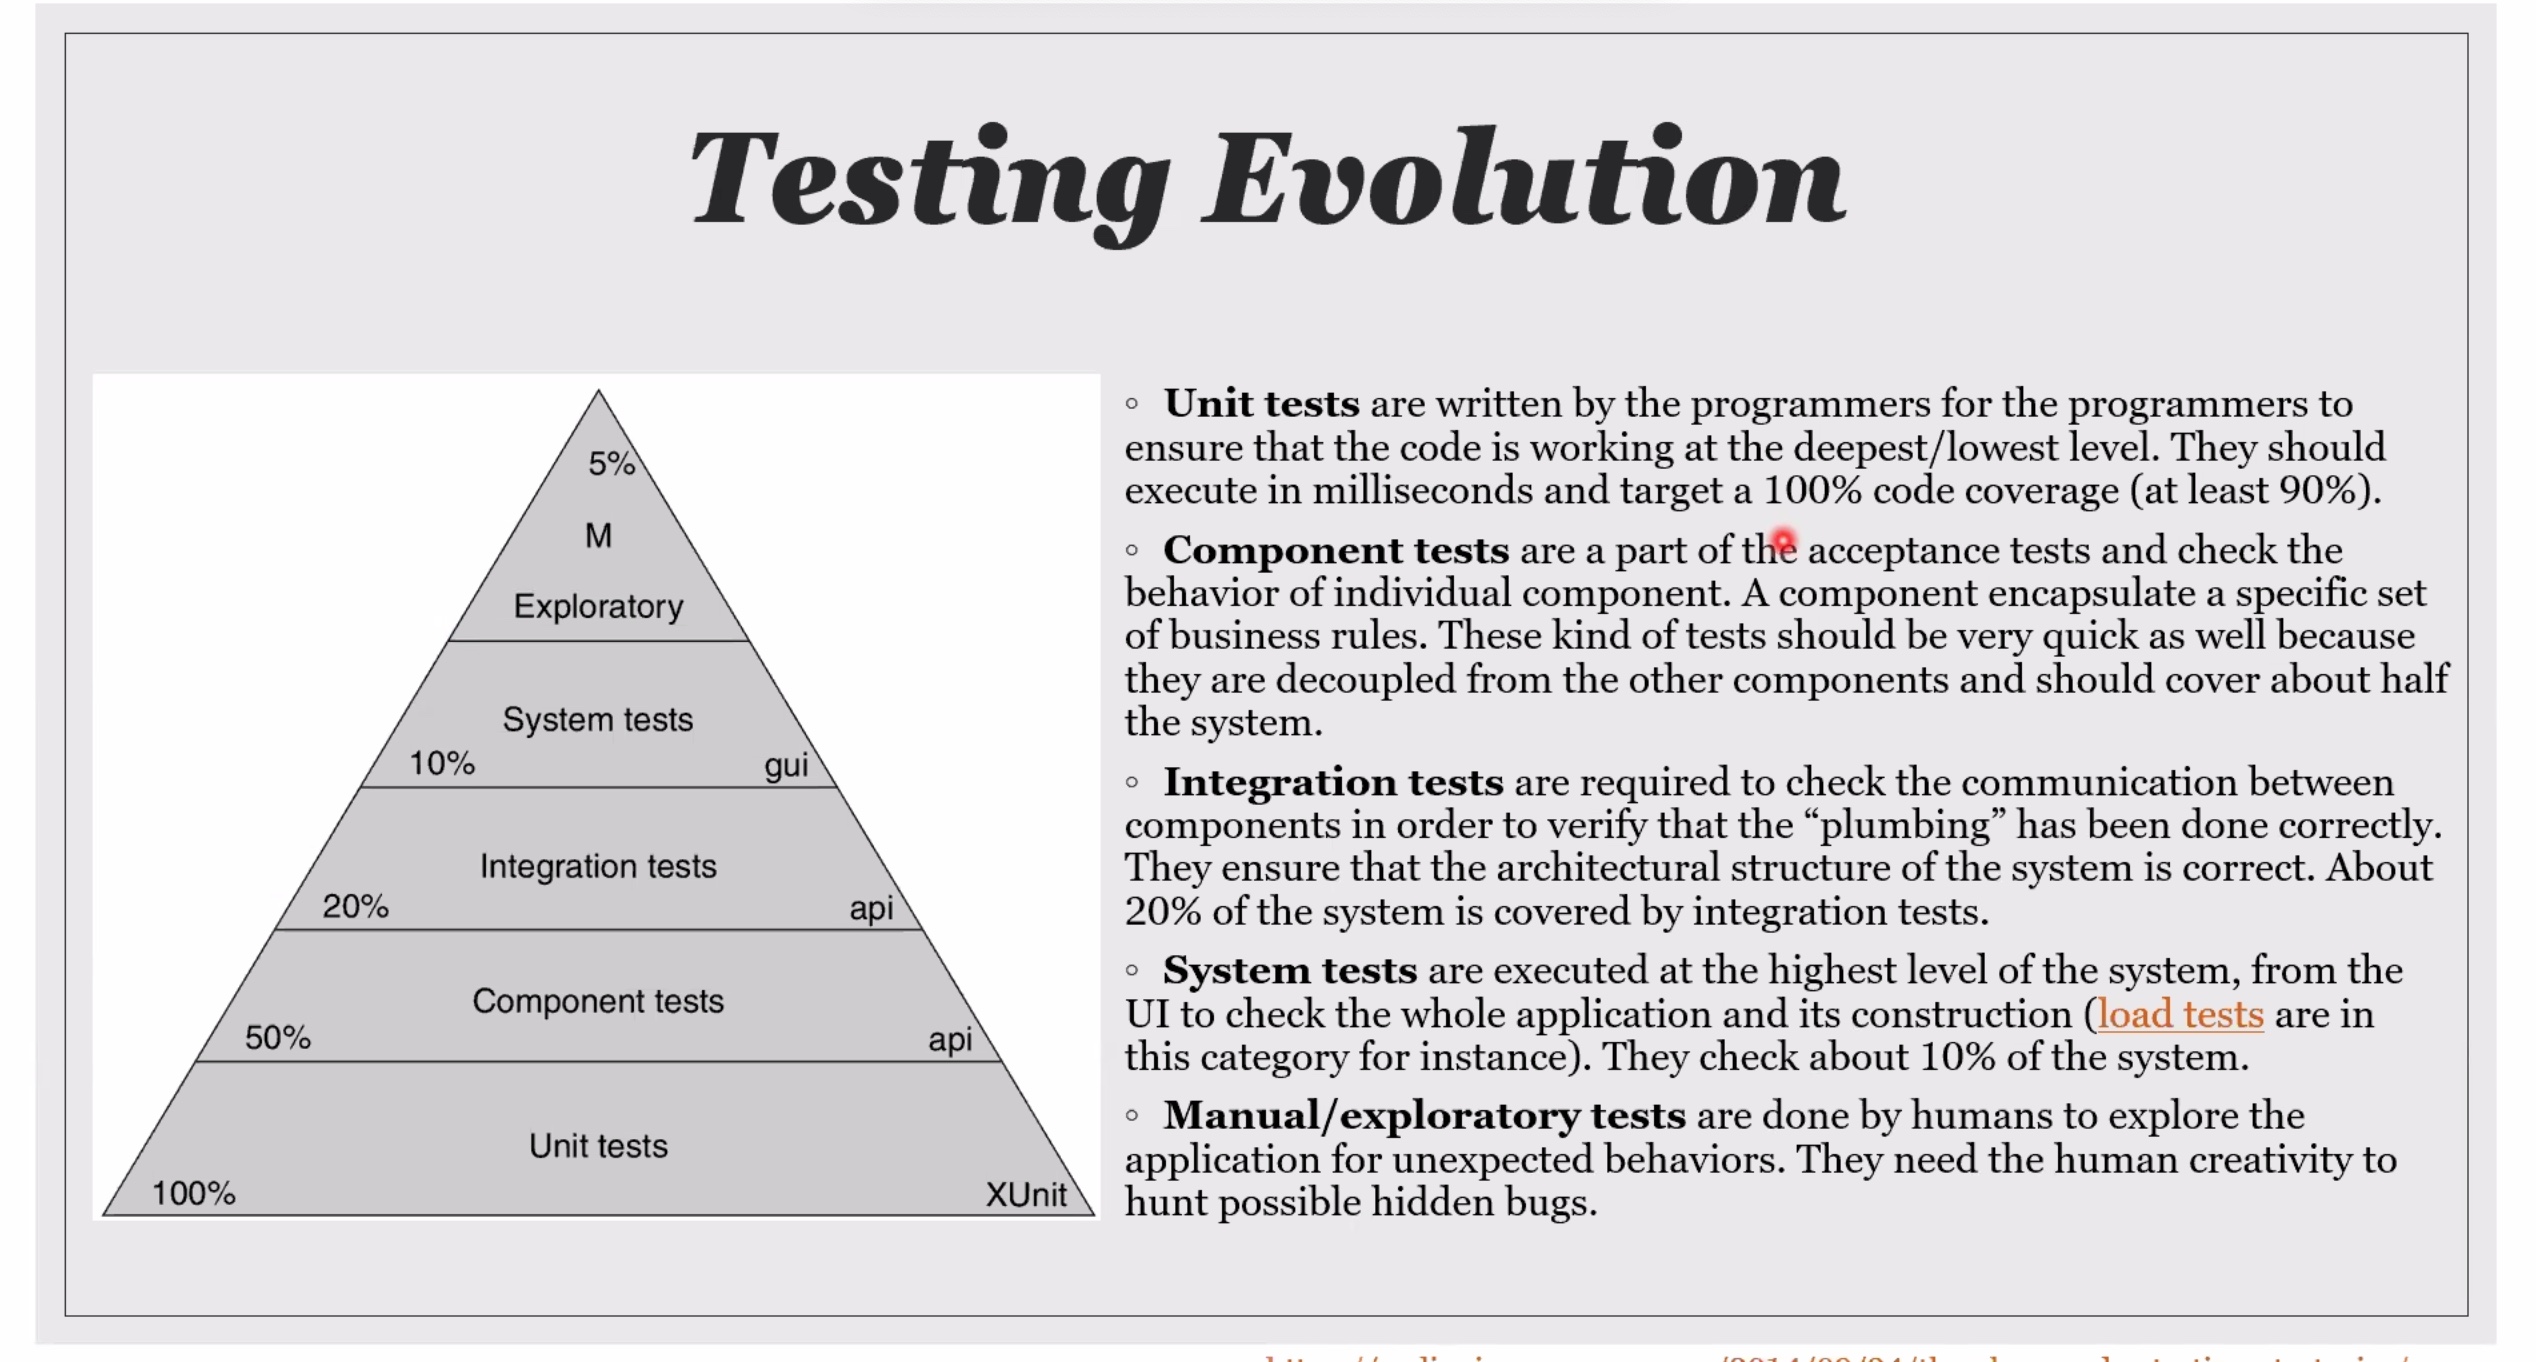 Testing Evolution
5%
M
Exploratory
System tests
10%
gui
Integration tests
20%
api
Component tests
50%
api
Unit tests
100%
XUnit
◦ Unit tests are written by the programmers for the programmers to
ensure that the code is working at the deepest/lowest level. They should
execute in milliseconds and target a 100% code coverage (at least 90%).
◦ Component tests are a part of the acceptance tests and check the
behavior of individual component. A component encapsulate a specific set
of business rules. These kind of tests should be very quick as well because
they are decoupled from the other components and should cover about half
the system.
◦ Integration tests are required to check the communication between
components in order to verify that the “plumbing” has been done correctly.
They ensure that the architectural structure of the system is correct. About
20% of the system is covered by integration tests.
◦ System tests are executed at the highest level of the system, from the
UI to check the whole application and its construction (load tests are in
this category for instance). They check about 10% of the system.
◦ Manual/exploratory tests are done by humans to explore the
application for unexpected behaviors. They need the human creativity to
hunt possible hidden bugs.